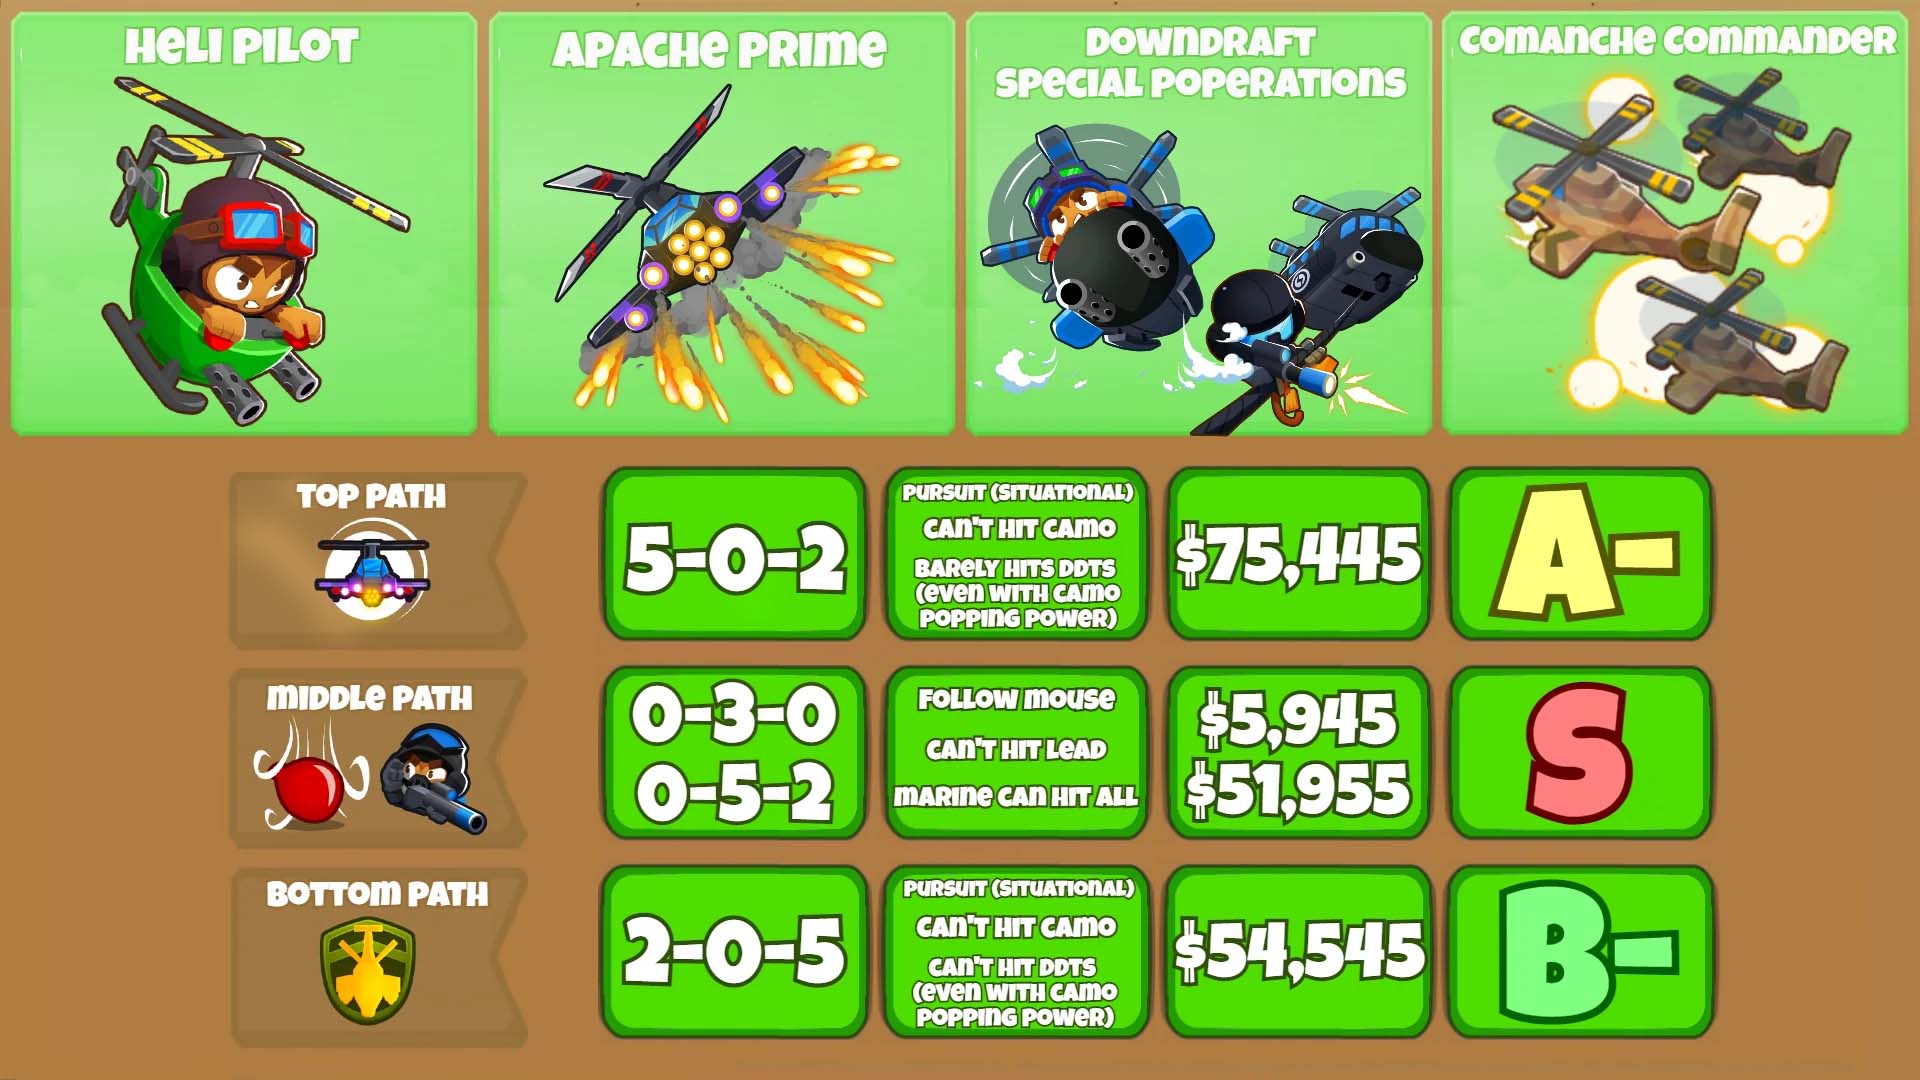 HELI PILOT
APACHE PRIME
DOWNDRAFT
SPECIAL POPERATIONS
COMANCHE COMMANDER
TOP PATH
5-0-2
PURSUIT (SITUATIONAL)
CAN'T HIT CAMO
BARELY HITS DDTS
(EVEN WITH CAMO
POPPING POWER)
$75,445
A-
MIDDLE PATH
0-3-0
0-5-2
FOLLOW MOUSE
CAN'T HIT LEAD
MARINE CAN HIT ALL
$5,945
$51,955
S
BOTTOM PATH
2-0-5
PURSUIT (SITUATIONAL)
CAN'T HIT CAMO
CAN'T HIT DDTS
(EVEN WITH CAMO
POPPING POWER)
$54,545
B-